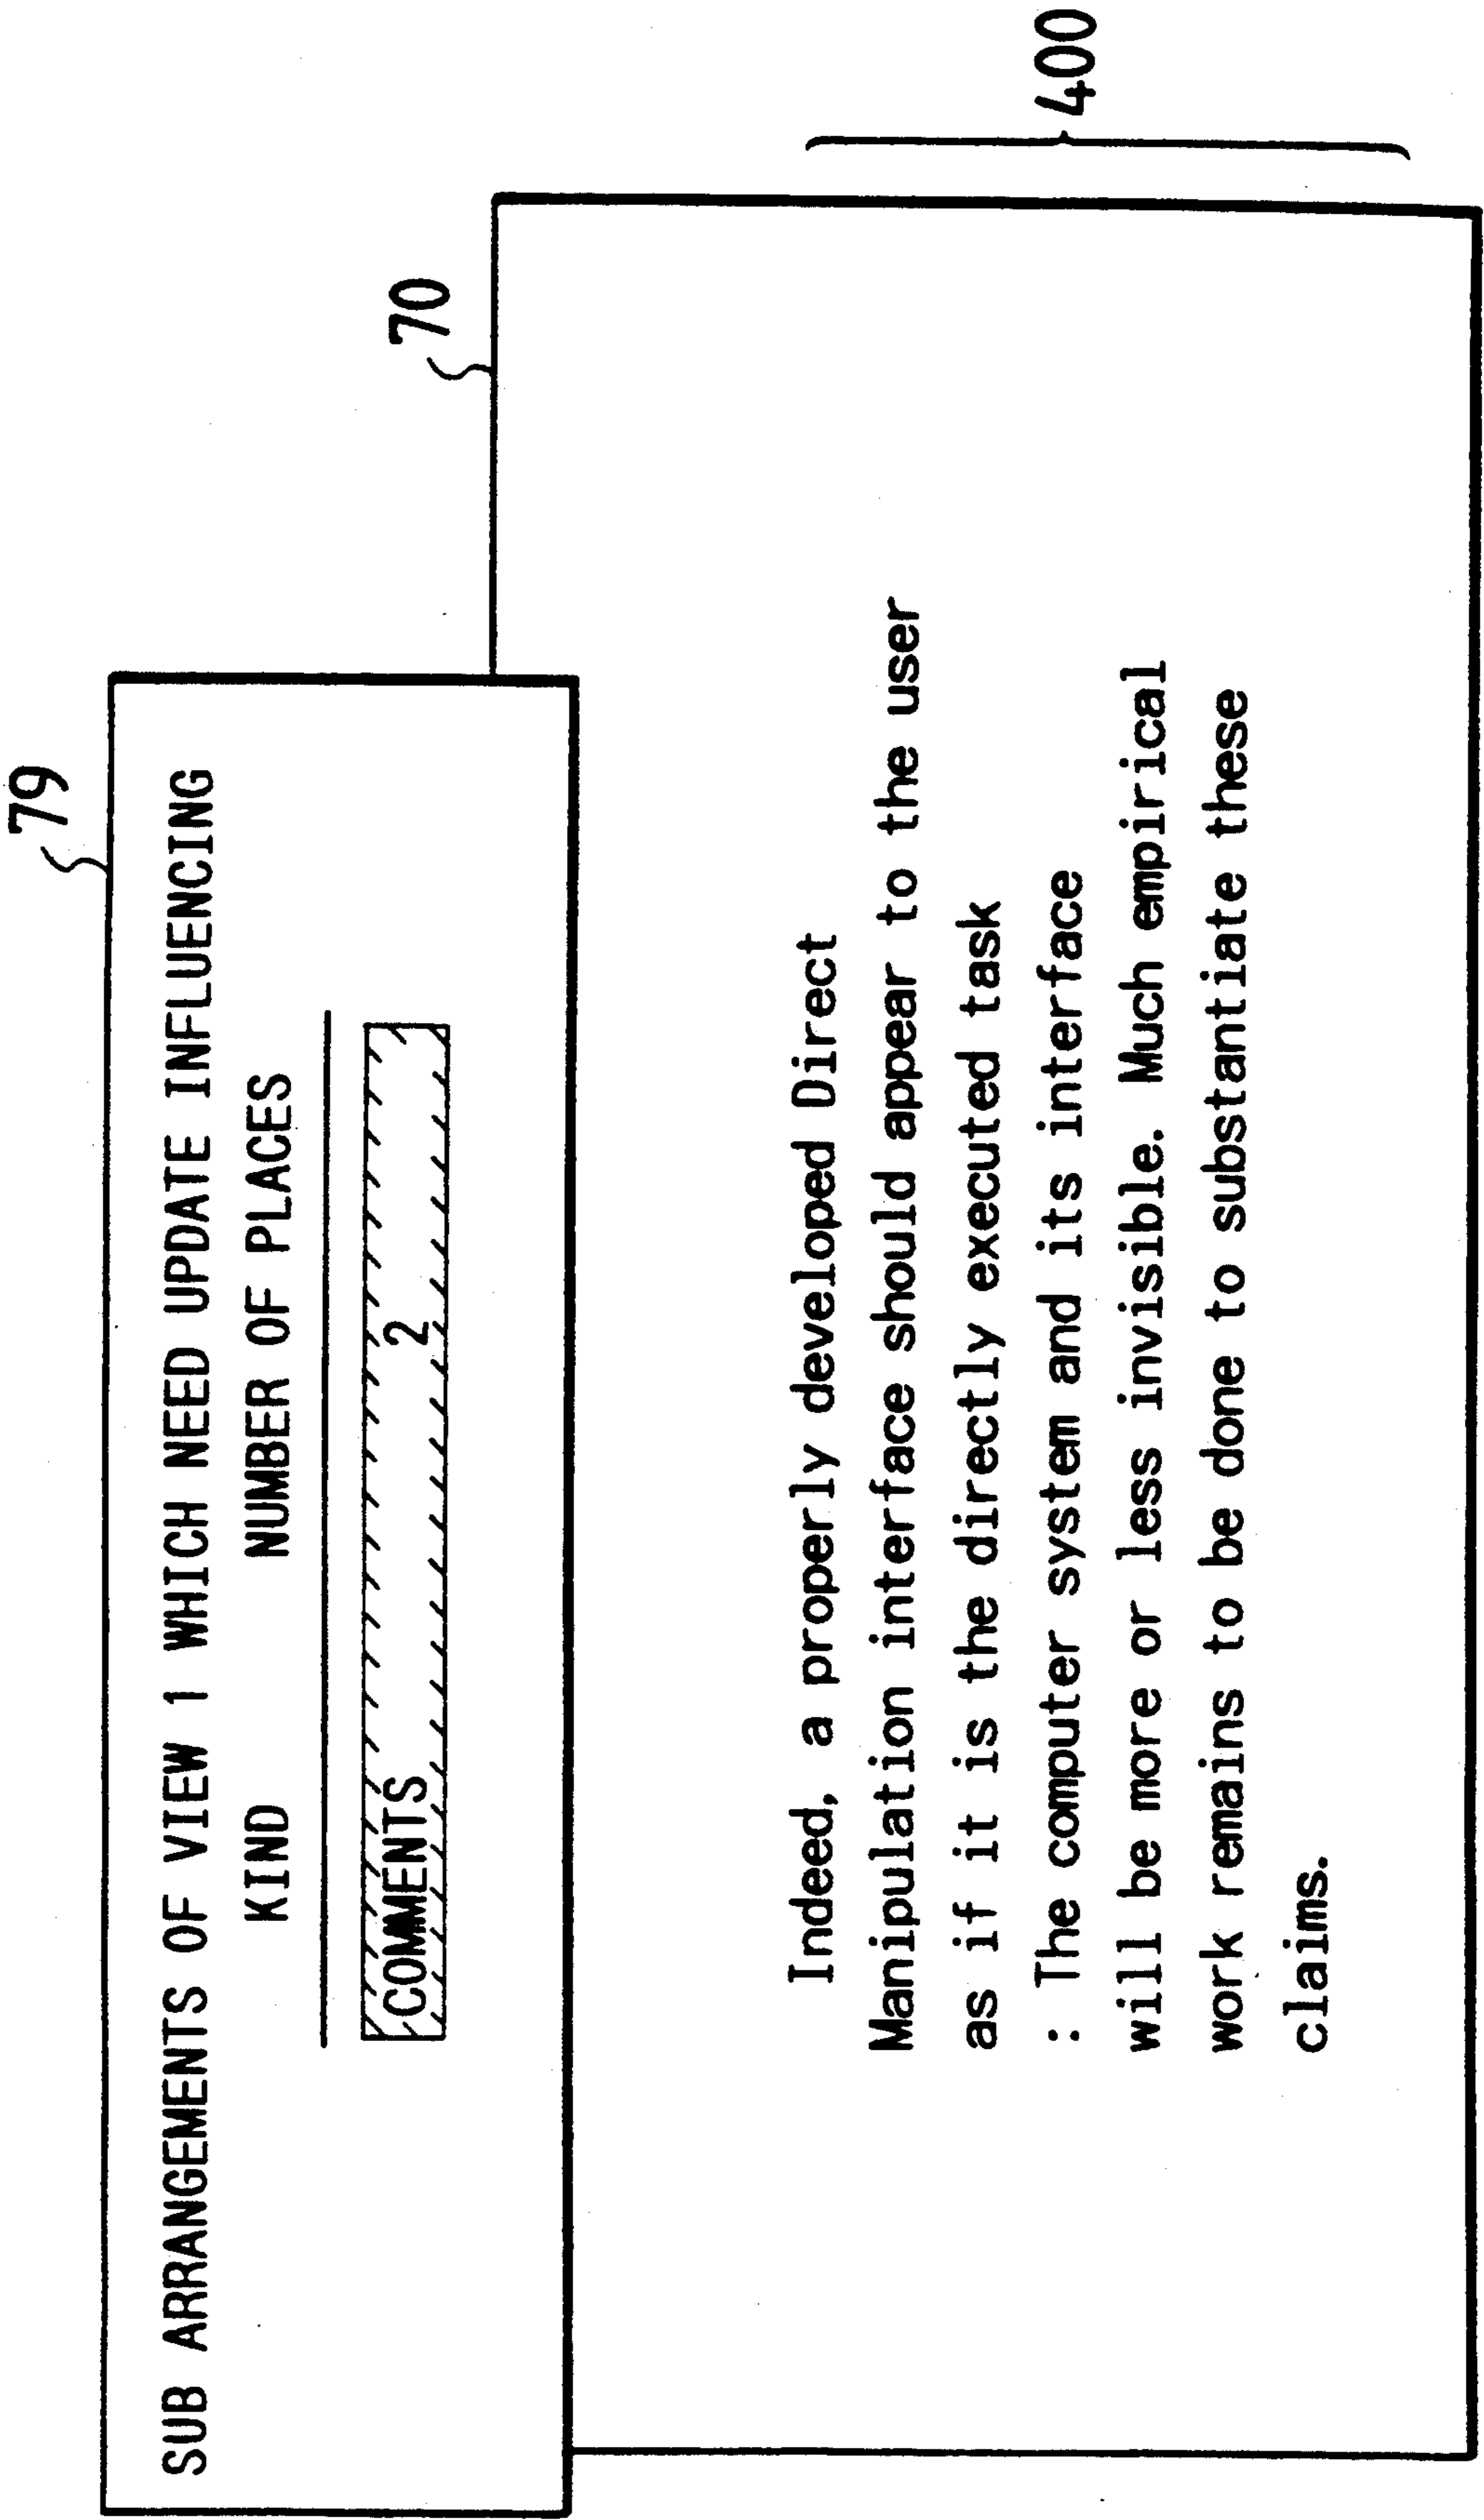 79
SUB ARRANGEMENTS OF VIEW 1 WHICH NEED UPDATE INFLUENCING
KIND NUMBER OF PLACES
COMMENTS 2
70
Indeed, a properly developed Direct
Manipulation interface should appear to the user
as if it is the directly executed task
: The computer system and its interface
will be more or less invisible. Much empirical
work remains to be done to substantiate these
claims.
400